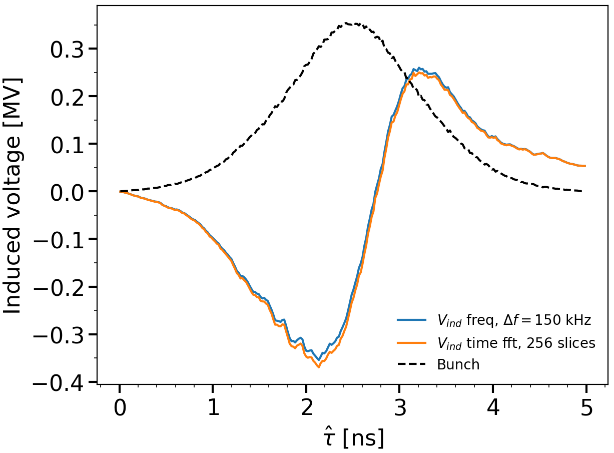 Induced voltage [MV]
0.3
0.2
0.1
0.0
−0.1
−0.2
−0.3
−0.4
0 1 2 3 4 5
τ̂ [ns]
V_ind freq, Δf = 150 kHz
V_ind time fft, 256 slices
Bunch